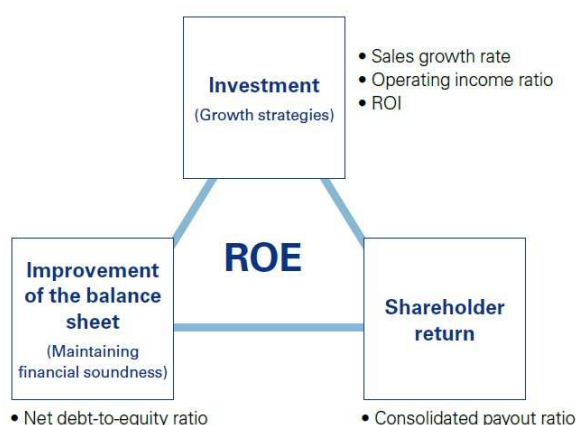 Investment
(Growth strategies)
• Sales growth rate
• Operating income ratio
• ROI
ROE
Improvement
of the balance
sheet
(Maintaining
financial soundness)
Shareholder
return
• Net debt-to-equity ratio
• Consolidated payout ratio